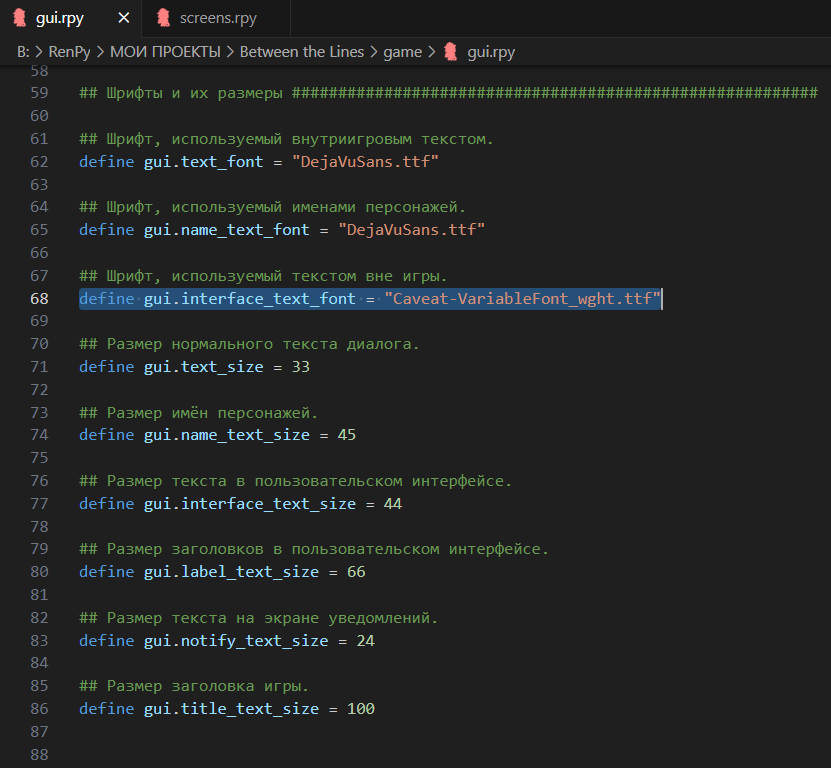 gui.rpy × screens.rpy
B: > RenPy > МОИ ПРОЕКТЫ > Between the Lines > game > gui.rpy
58
59 ## Шрифты и их размеры #########################################################
60
61 ## Шрифт, используемый внутриигровым текстом.
62 define gui.text_font = "DejaVuSans.ttf"
63
64 ## Шрифт, используемый именами персонажей.
65 define gui.name_text_font = "DejaVuSans.ttf"
66
67 ## Шрифт, используемый текстом вне игры.
68 define gui.interface_text_font = "Caveat-VariableFont_wght.ttf"
69
70 ## Размер нормального текста диалога.
71 define gui.text_size = 33
72
73 ## Размер имён персонажей.
74 define gui.name_text_size = 45
75
76 ## Размер текста в пользовательском интерфейсе.
77 define gui.interface_text_size = 44
78
79 ## Размер заголовков в пользовательском интерфейсе.
80 define gui.label_text_size = 66
81
82 ## Размер текста на экране уведомлений.
83 define gui.notify_text_size = 24
84
85 ## Размер заголовка игры.
86 define gui.title_text_size = 100
87
88